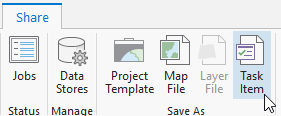 Share
Jobs
Data
Stores
Project
Template
Map
File
Layer
File
Task
Item
Status
Manage
Save As